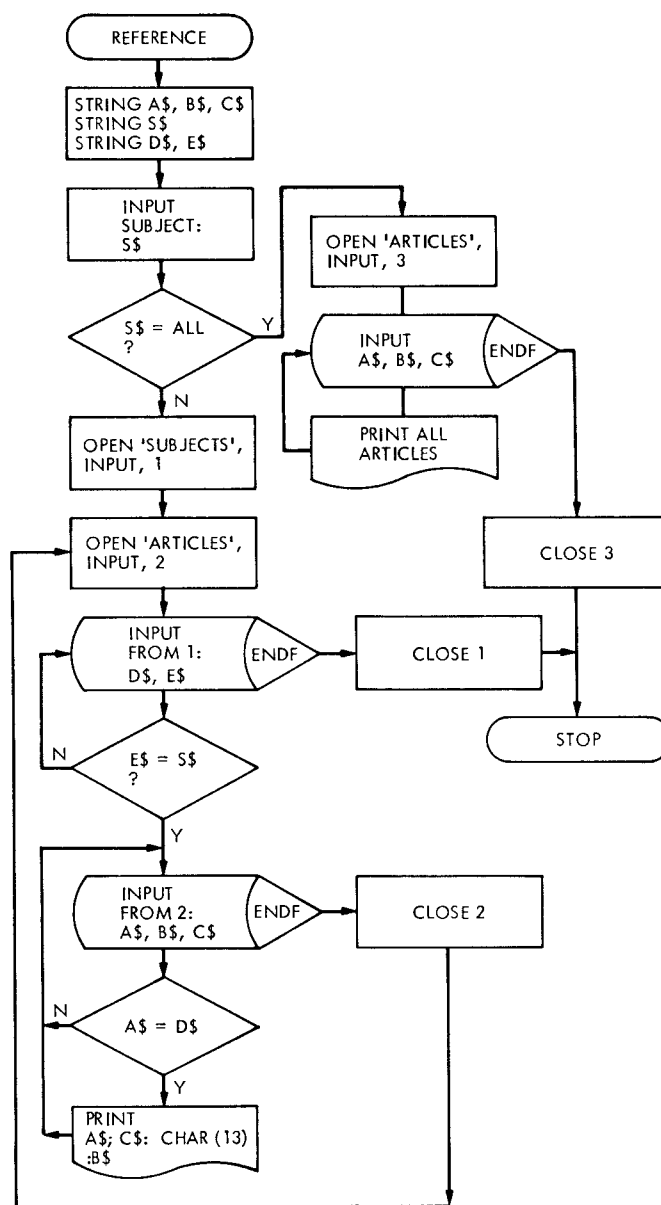 REFERENCE
STRING A$, B$, C$
STRING S$
STRING D$, E$
INPUT
SUBJECT:
S$
S$ = ALL
?
Y
N
OPEN 'ARTICLES',
INPUT, 3
INPUT
A$, B$, C$
ENDF
PRINT ALL
ARTICLES
CLOSE 3
OPEN 'SUBJECTS',
INPUT, 1
OPEN 'ARTICLES',
INPUT, 2
INPUT
FROM 1:
D$, E$
ENDF
CLOSE 1
STOP
E$ = S$
?
N
Y
INPUT
FROM 2:
A$, B$, C$
ENDF
CLOSE 2
A$ = D$
N
Y
PRINT
A$; C$: CHAR (13)
:B$